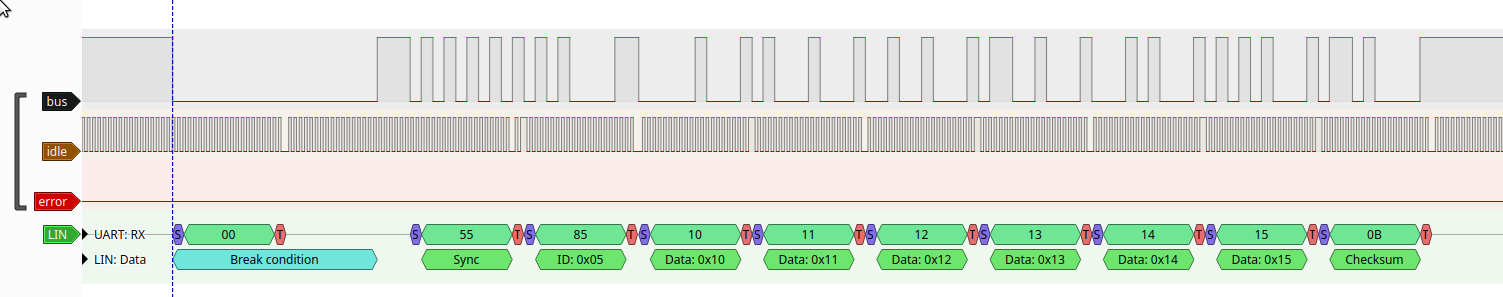 bus
idle
error
LIN
UART: RX
S 00 T S 55 T S 85 T S 10 T S 11 T S 12 T S 13 T S 14 T S 15 T S 0B T
LIN: Data
Break condition Sync ID: 0x05 Data: 0x10 Data: 0x11 Data: 0x12 Data: 0x13 Data: 0x14 Data: 0x15 Checksum